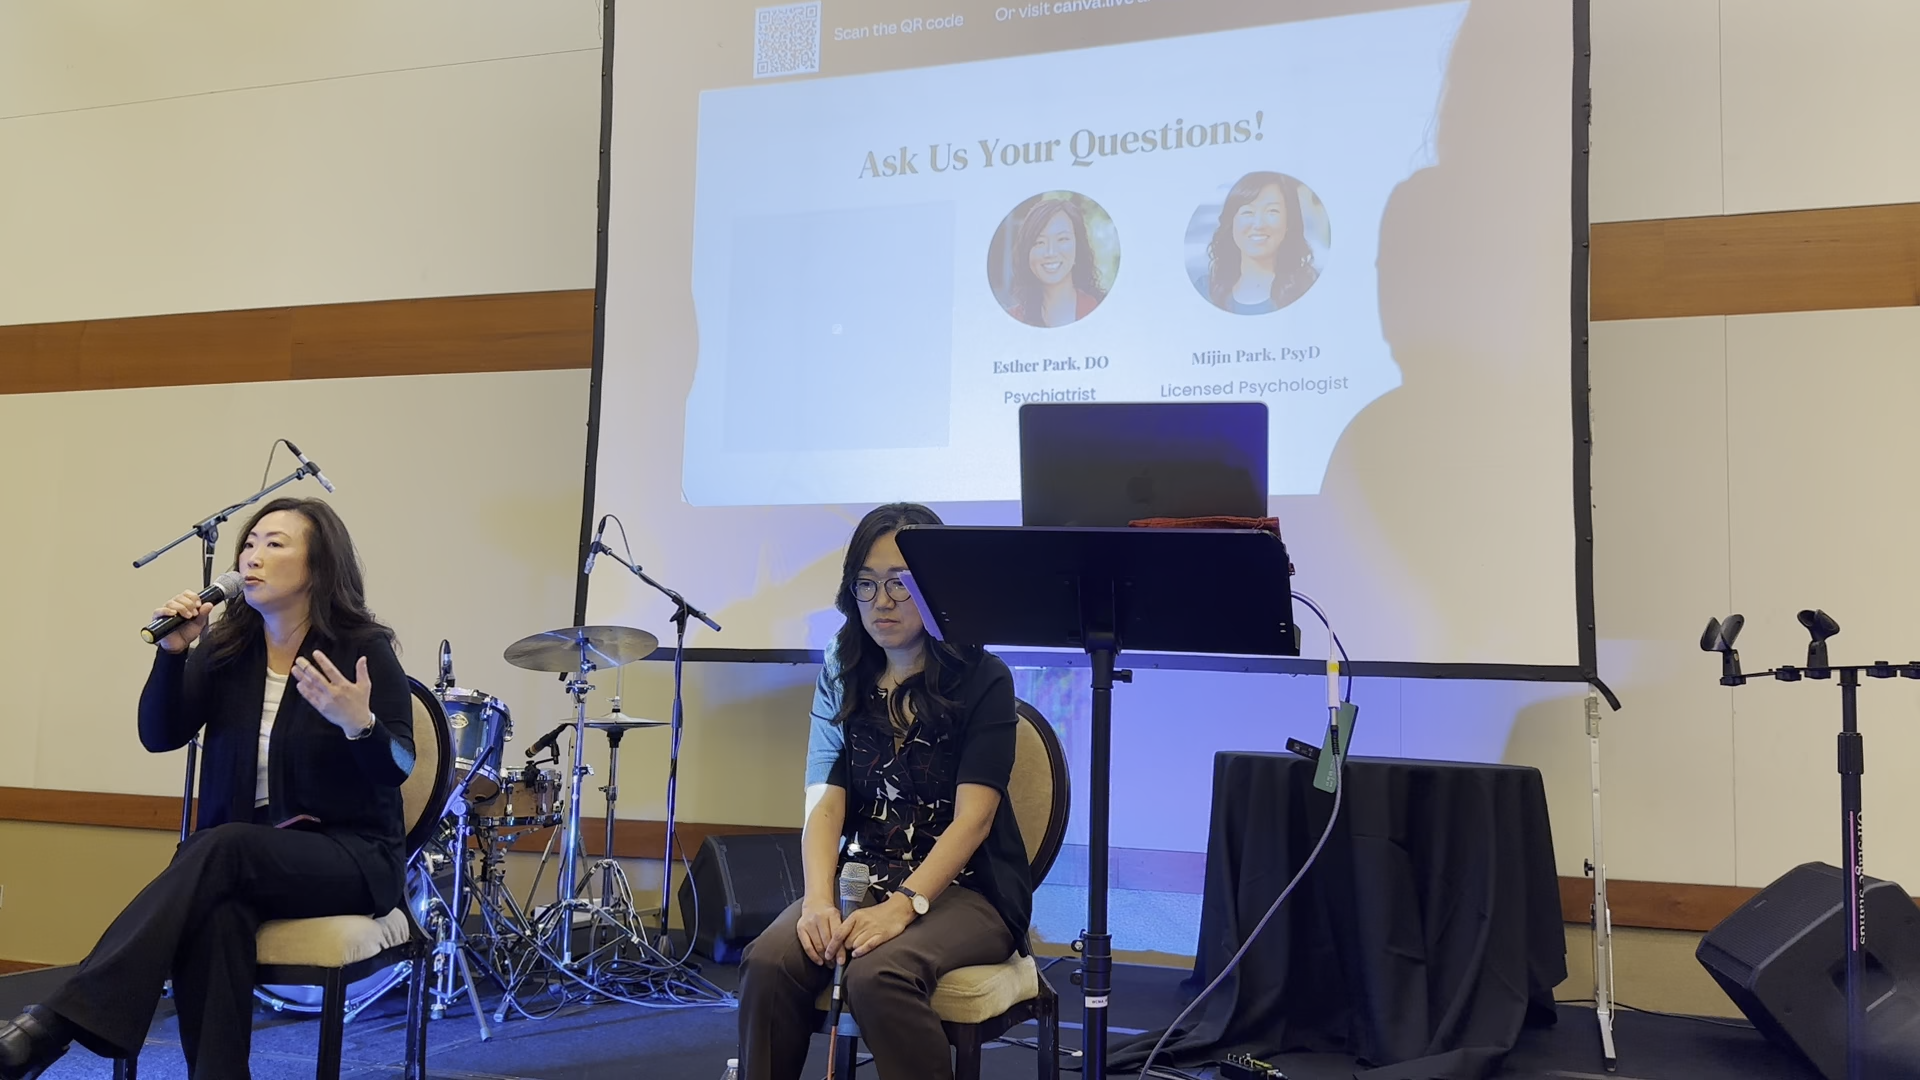 Scan the QR code
Or visit canva.live
Ask Us Your Questions!
Esther Park, DO
Psychiatrist
Mijin Park, PsyD
Licensed Psychologist